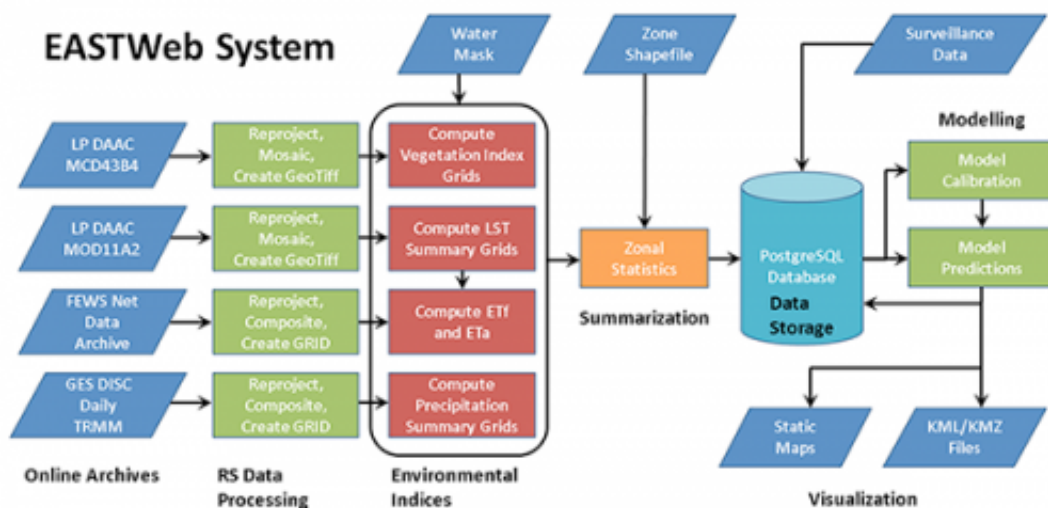 EASTWeb System
Water
Mask
Zone
Shapefile
Surveillance
Data
LP DAAC
MCD43B4
Reproject,
Mosaic,
Create GeoTiff
Compute
Vegetation Index
Grids
Modelling
Model
Calibration
LP DAAC
MOD11A2
Reproject,
Mosaic,
Create GeoTiff
Compute LST
Summary Grids
Zonal
Statistics
PostgreSQL
Database
Data
Storage
Model
Predictions
FEWS Net
Data
Archive
Reproject,
Composite,
Create GRID
Compute ETf
and ETa
Summarization
GES DISC
Daily
TRMM
Reproject,
Composite,
Create GRID
Compute
Precipitation
Summary Grids
Static
Maps
KML/KMZ
Files
Online Archives
RS Data
Processing
Environmental
Indices
Visualization